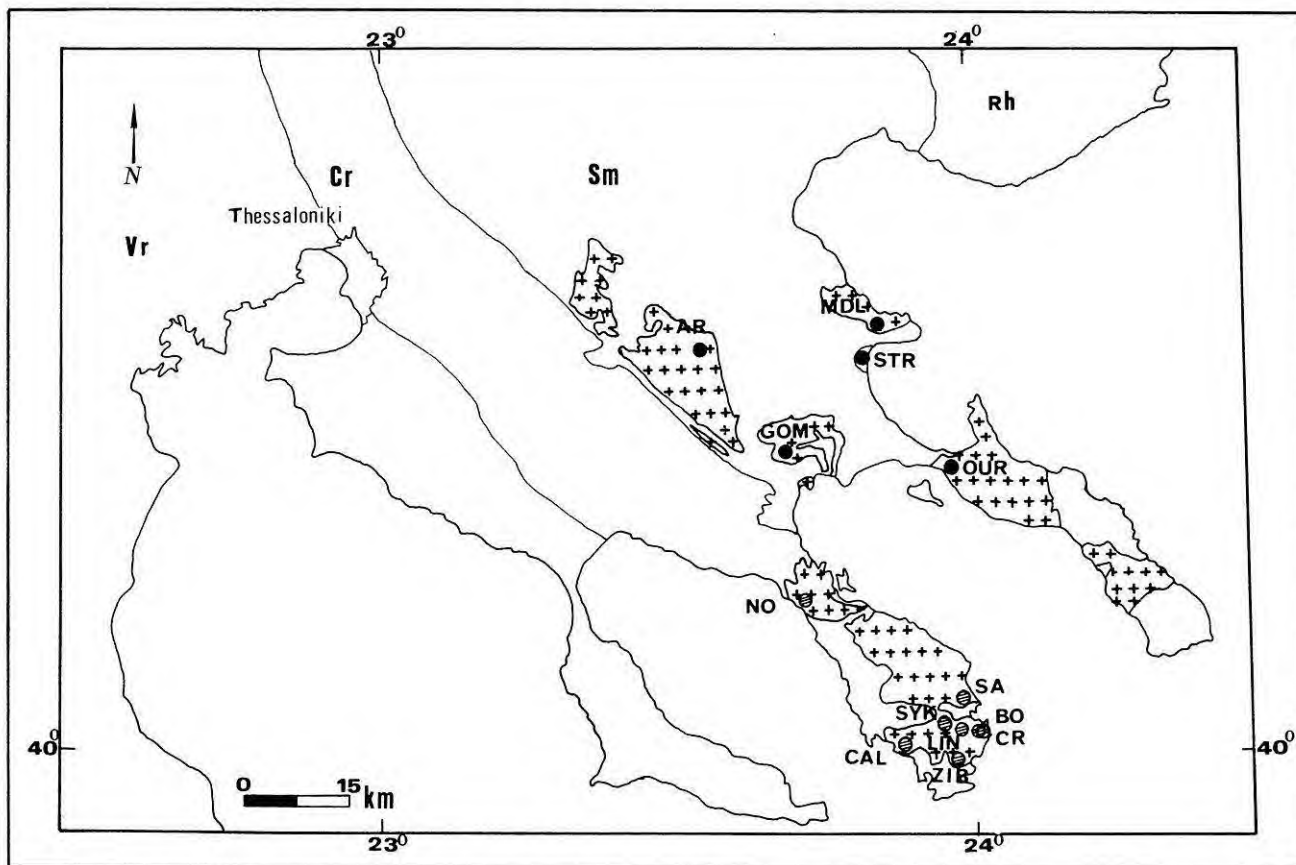 23⁰ 24⁰
Rh
N
Cr
Sm
Thessaloniki
Vr
MDL
AR
STR
GOM
OUR
NO
SA
SYK
BO
LIN
CR
CAL
ZIB
40⁰ 40⁰
0 15 km
23⁰ 24⁰